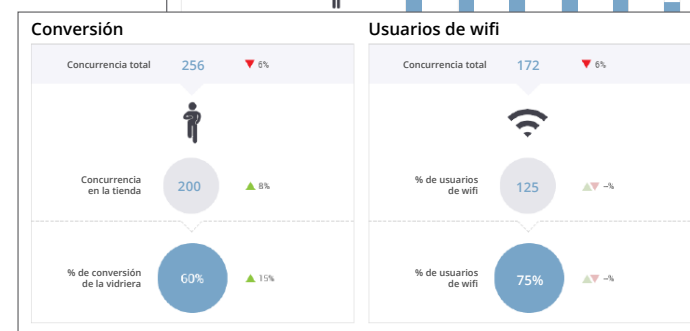 Conversión
Concurrencia total 256 ▼ 6%
Concurrencia
en la tienda
200 ▲ 8%
% de conversión
de la vidriera
60% ▲ 15%
Usuarios de wifi
Concurrencia total 172 ▼ 6%
% de usuarios
de wifi
125 ▲▼ –%
% de usuarios
de wifi
75% ▲▼ –%